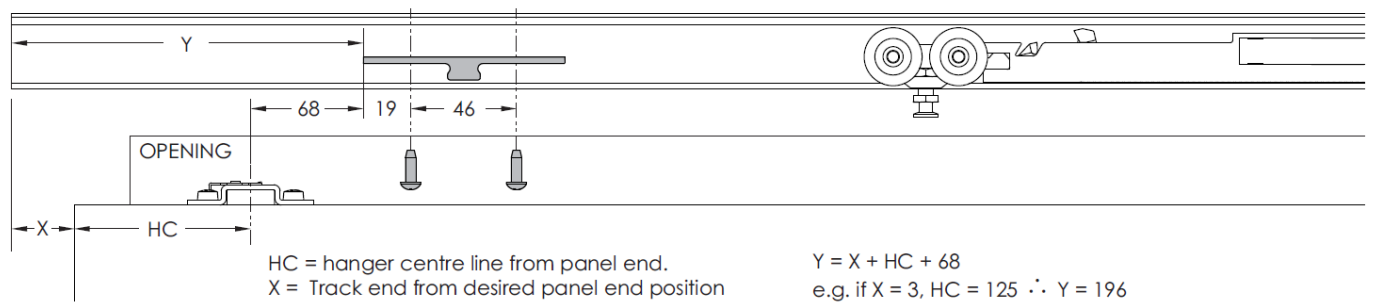 Y
68
19
46
OPENING
X
HC
HC = hanger centre line from panel end.
X = Track end from desired panel end position
Y = X + HC + 68
e.g. if X = 3, HC = 125 ∴ Y = 196